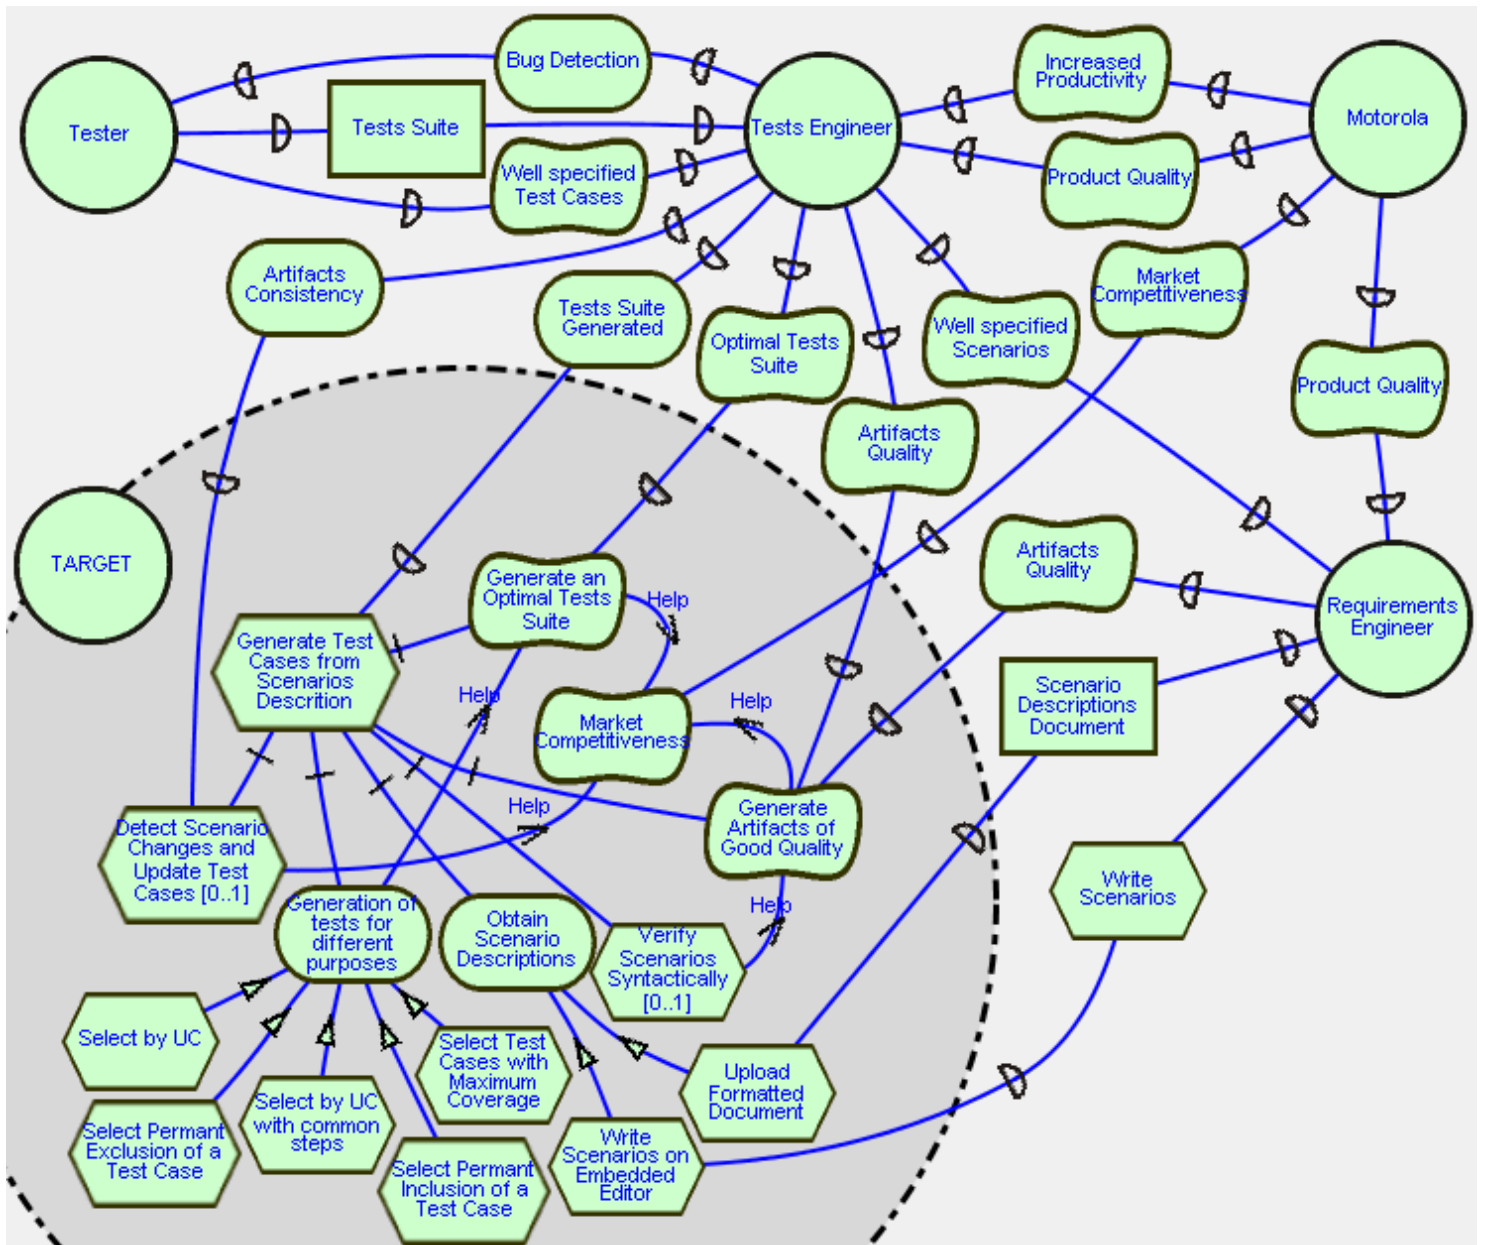 Bug Detection
Increased
Productivity
Tester
Tests Suite
Tests Engineer
Motorola
Well specified
Test Cases
Product Quality
Artifacts
Consistency
Tests Suite
Generated
Optimal Tests
Suite
Well specified
Scenarios
Market
Competitiveness
Product Quality
Artifacts
Quality
TARGET
Artifacts
Quality
Requirements
Engineer
Generate an
Optimal Tests
Suite
Help
Generate Test
Cases from
Scenarios
Descrition
Help
Market
Competitiveness
Help
Scenario
Descriptions
Document
Help
Generate
Artifacts of
Good Quality
Detect Scenario
Changes and
Update Test
Cases [0..1]
Write
Scenarios
Generation of
tests for
different
purposes
Obtain
Scenario
Descriptions
Help
Verify
Scenarios
Syntactically
[0..1]
Select by UC
Select Test
Cases with
Maximum
Coverage
Upload
Formatted
Document
Select by UC
with common
steps
Select Permant
Exclusion of a
Test Case
Select Permant
Inclusion of a
Test Case
Write
Scenarios on
Embedded
Editor